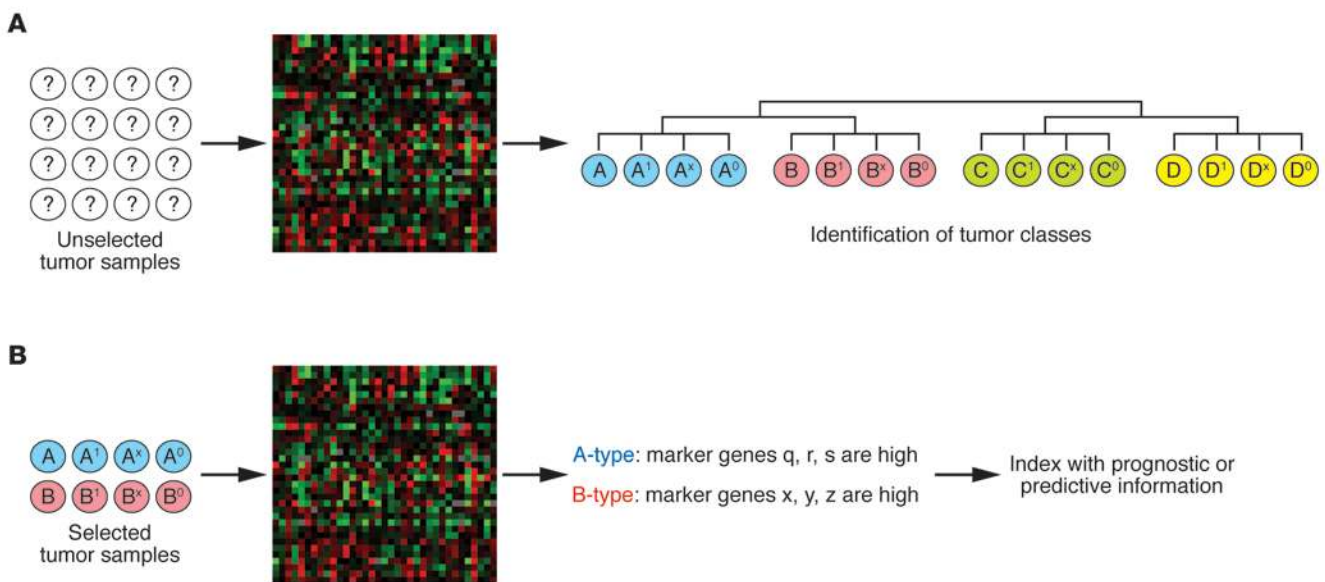 A
? ? ? ?
? ? ? ?
? ? ? ?
? ? ? ?
Unselected
tumor samples
A A¹ Aˣ A⁰ B B¹ Bˣ B⁰ C C¹ Cˣ C⁰ D D¹ Dˣ D⁰
Identification of tumor classes
B
A A¹ Aˣ A⁰
B B¹ Bˣ B⁰
Selected
tumor samples
A-type: marker genes q, r, s are high
B-type: marker genes x, y, z are high
Index with prognostic or
predictive information